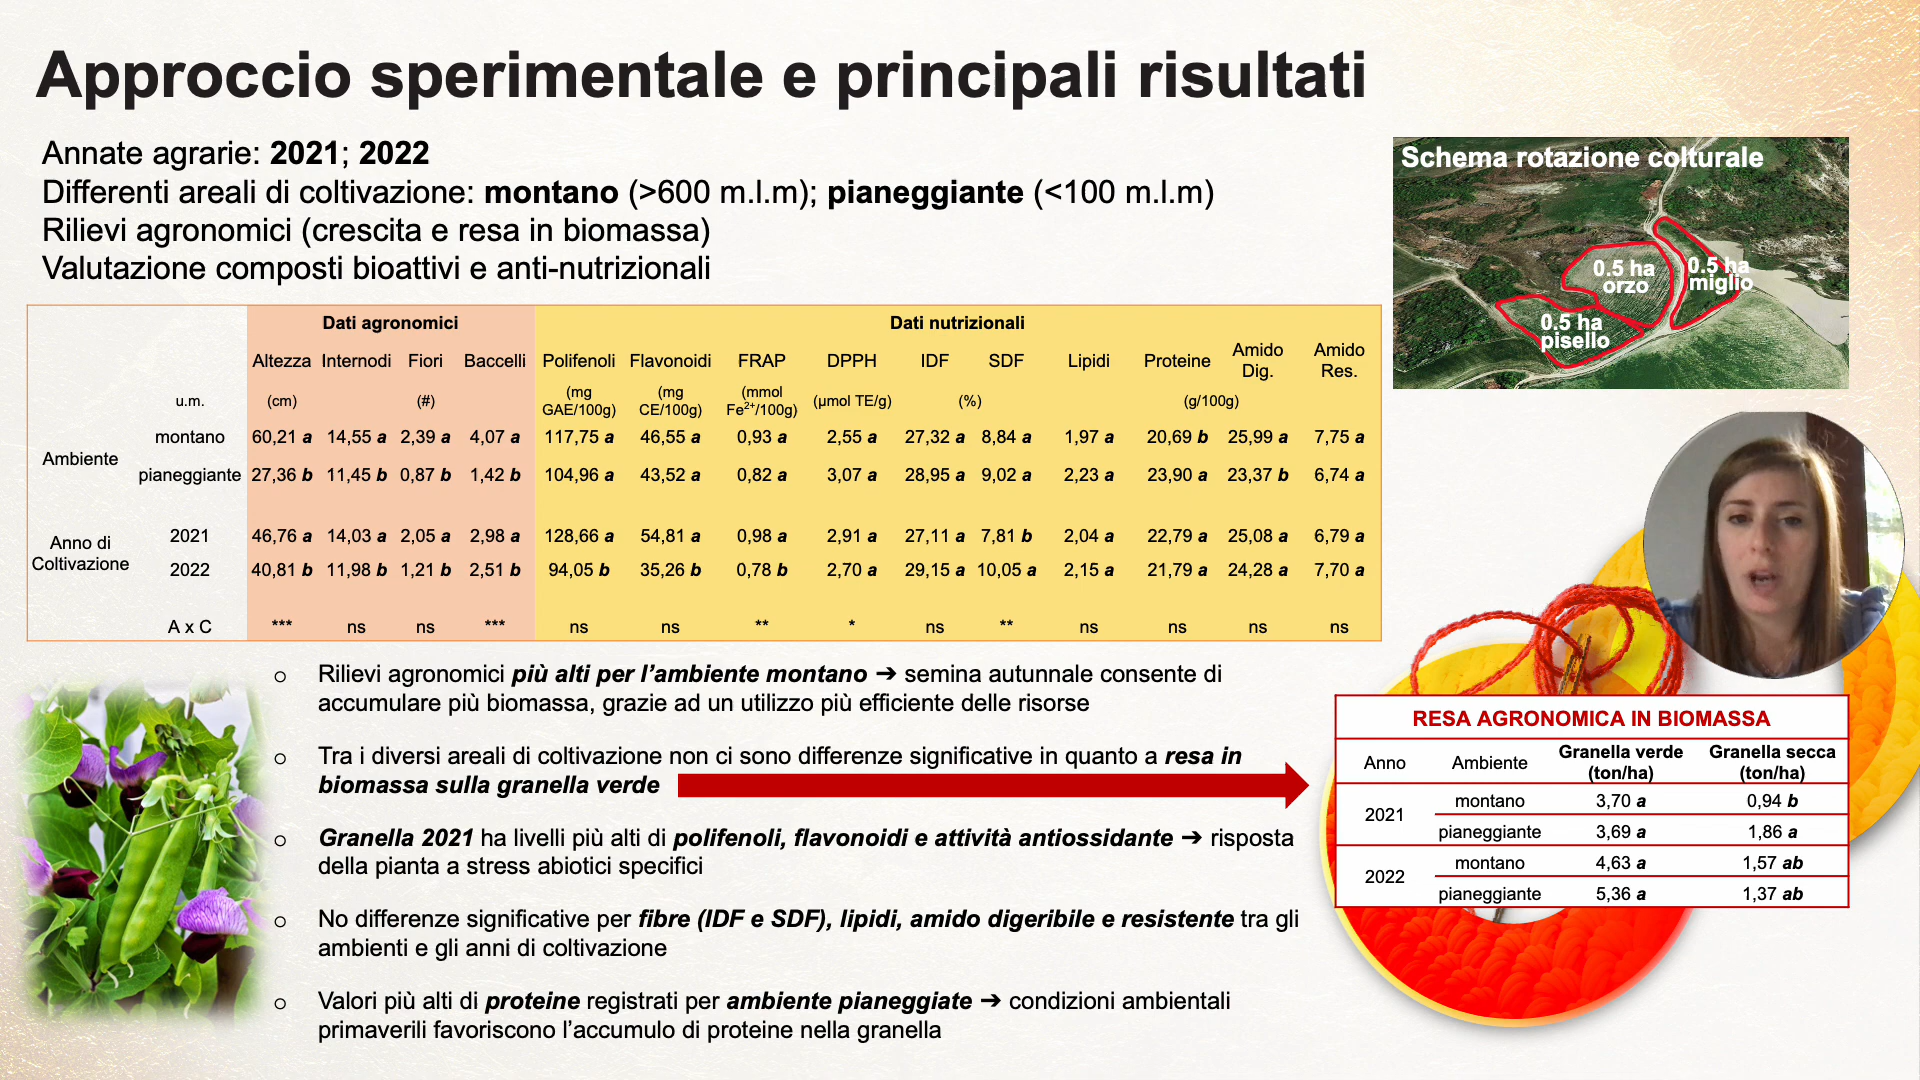 Approccio sperimentale e principali risultati
Annate agrarie: 2021; 2022
Differenti areali di coltivazione: montano (>600 m.l.m); pianeggiante (<100 m.l.m)
Rilievi agronomici (crescita e resa in biomassa)
Valutazione composti bioattivi e anti-nutrizionali
Schema rotazione colturale
0.5 ha
orzo
0.5 ha
miglio
0.5 ha
pisello
Dati agronomici Dati nutrizionali
Altezza Internodi Fiori Baccelli Polifenoli Flavonoidi FRAP DPPH IDF SDF Lipidi Proteine Amido Dig. Amido Res.
u.m. (cm) (#) (mg GAE/100g) (mg CE/100g) (mmol Fe²⁺/100g) (µmol TE/g) (%) (g/100g)
Ambiente
montano 60,21 a 14,55 a 2,39 a 4,07 a 117,75 a 46,55 a 0,93 a 2,55 a 27,32 a 8,84 a 1,97 a 20,69 b 25,99 a 7,75 a
pianeggiante 27,36 b 11,45 b 0,87 b 1,42 b 104,96 a 43,52 a 0,82 a 3,07 a 28,95 a 9,02 a 2,23 a 23,90 a 23,37 b 6,74 a
Anno di
Coltivazione
2021 46,76 a 14,03 a 2,05 a 2,98 a 128,66 a 54,81 a 0,98 a 2,91 a 27,11 a 7,81 b 2,04 a 22,79 a 25,08 a 6,79 a
2022 40,81 b 11,98 b 1,21 b 2,51 b 94,05 b 35,26 b 0,78 b 2,70 a 29,15 a 10,05 a 2,15 a 21,79 a 24,28 a 7,70 a
A x C *** ns ns *** ns ns ** * ns ** ns ns ns ns
o Rilievi agronomici più alti per l’ambiente montano ➔ semina autunnale consente di
accumulare più biomassa, grazie ad un utilizzo più efficiente delle risorse
o Tra i diversi areali di coltivazione non ci sono differenze significative in quanto a resa in
biomassa sulla granella verde
o Granella 2021 ha livelli più alti di polifenoli, flavonoidi e attività antiossidante ➔ risposta
della pianta a stress abiotici specifici
o No differenze significative per fibre (IDF e SDF), lipidi, amido digeribile e resistente tra gli
ambienti e gli anni di coltivazione
o Valori più alti di proteine registrati per ambiente pianeggiate ➔ condizioni ambientali
primaverili favoriscono l’accumulo di proteine nella granella
RESA AGRONOMICA IN BIOMASSA
Anno Ambiente Granella verde (ton/ha) Granella secca (ton/ha)
2021
montano 3,70 a 0,94 b
pianeggiante 3,69 a 1,86 a
2022
montano 4,63 a 1,57 ab
pianeggiante 5,36 a 1,37 ab